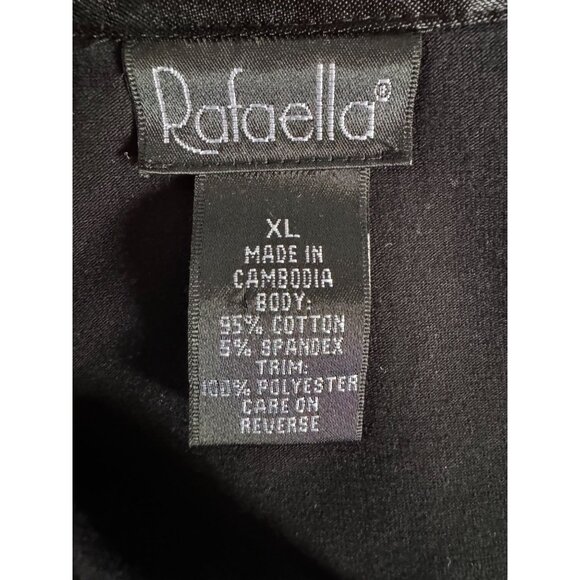 Rafaella®
XL
MADE IN
CAMBODIA
BODY:
95% COTTON
5% SPANDEX
TRIM:
100% POLYESTER
CARE ON
REVERSE